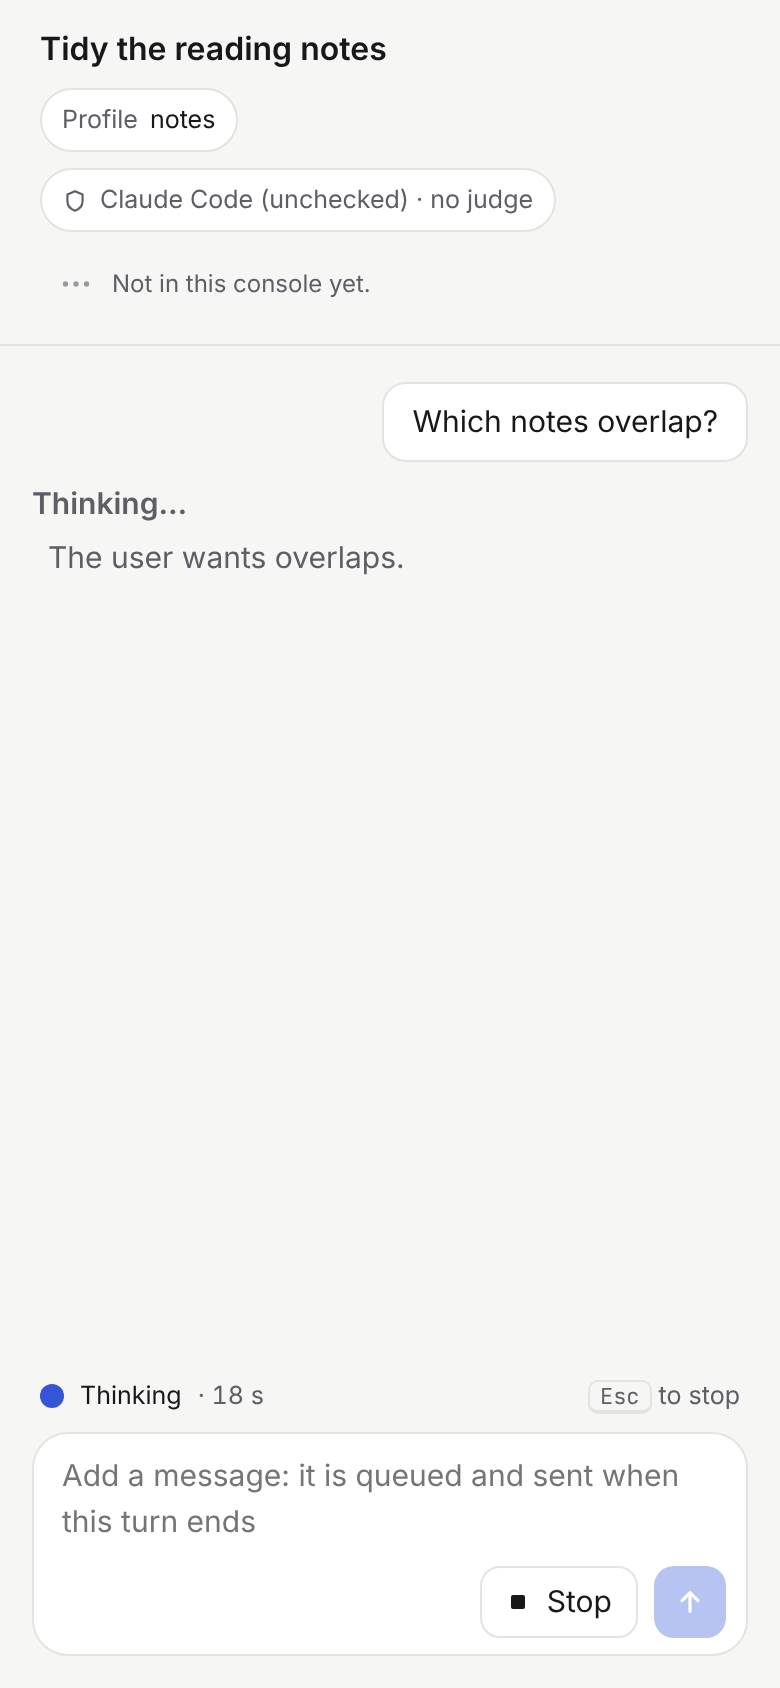 Tidy the reading notes
Profile notes
Claude Code (unchecked) · no judge
Not in this console yet.
Which notes overlap?
Thinking...
The user wants overlaps.
Thinking · 18 s
Esc to stop
Add a message: it is queued and sent when
this turn ends
Stop